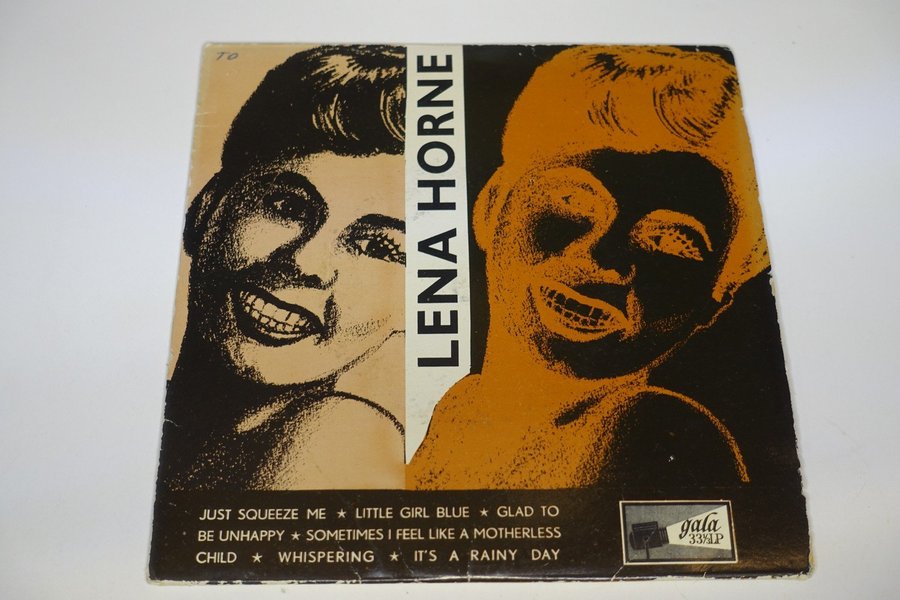 TO
LENA HORNE
JUST SQUEEZE ME ★ LITTLE GIRL BLUE ★ GLAD TO
BE UNHAPPY ★ SOMETIMES I FEEL LIKE A MOTHERLESS
CHILD ★ WHISPERING ★ IT'S A RAINY DAY
gala
33⅓LP